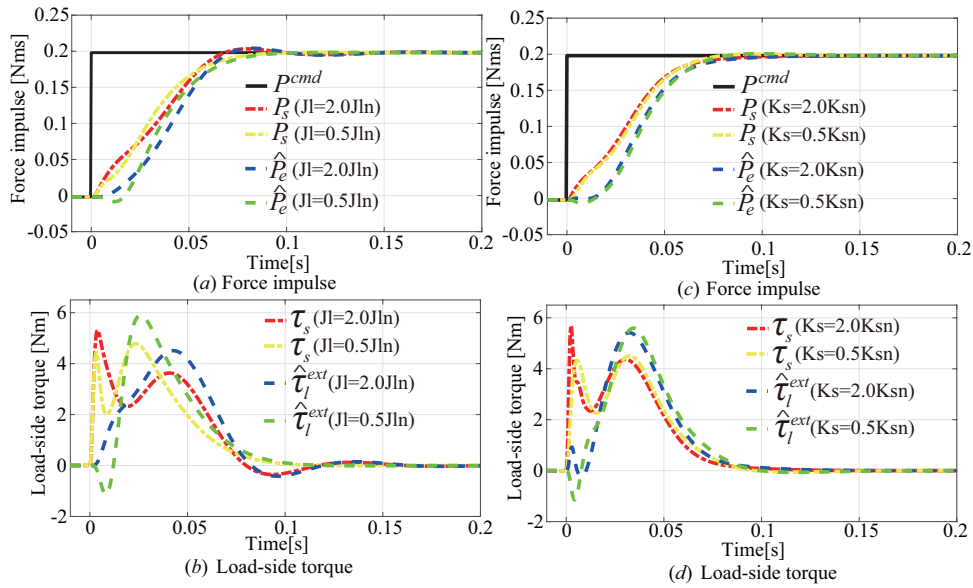 0.25
0.2
0.15
0.1
0.05
0
-0.05
Force impulse [Nms]
P^cmd
P_s (Jl=2.0Jln)
P_s (Jl=0.5Jln)
P̂_e (Jl=2.0Jln)
P̂_e (Jl=0.5Jln)
0 0.05 0.1 0.15 0.2
Time[s]
(a) Force impulse
0.25
0.2
0.15
0.1
0.05
0
-0.05
Force impulse [Nms]
P^cmd
P_s (Ks=2.0Ksn)
P_s (Ks=0.5Ksn)
P̂_e (Ks=2.0Ksn)
P̂_e (Ks=0.5Ksn)
0 0.05 0.1 0.15 0.2
Time[s]
(c) Force impulse
6
4
2
0
-2
Load-side torque [Nm]
τ_s (Jl=2.0Jln)
τ_s (Jl=0.5Jln)
τ̂_l^ext (Jl=2.0Jln)
τ̂_l^ext (Jl=0.5Jln)
0 0.05 0.1 0.15 0.2
Time[s]
(b) Load-side torque
6
4
2
0
-2
Load-side torque [Nm]
τ_s (Ks=2.0Ksn)
τ_s (Ks=0.5Ksn)
τ̂_l^ext (Ks=2.0Ksn)
τ̂_l^ext (Ks=0.5Ksn)
0 0.05 0.1 0.15 0.2
Time[s]
(d) Load-side torque